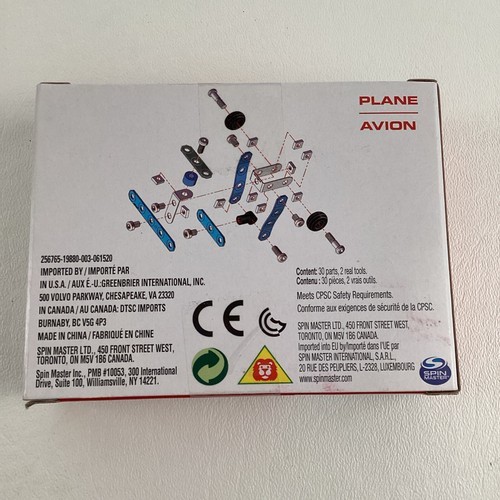 PLANE
AVION
256765-19880-003-061520
IMPORTED BY / IMPORTÉ PAR
IN U.S.A. / AUX É.-U.:GREENBRIER INTERNATIONAL, INC.
500 VOLVO PARKWAY, CHESAPEAKE, VA 23320
IN CANADA / AU CANADA: DTSC IMPORTS
BURNABY, BC V5G 4P3
MADE IN CHINA / FABRIQUÉ EN CHINE
SPIN MASTER LTD., 450 FRONT STREET WEST,
TORONTO, ON M5V 1B6 CANADA.
Spin Master Inc., PMB #10053, 300 International
Drive, Suite 100, Williamsville, NY 14221.
CE
Content: 30 parts, 2 real tools.
Contenu : 30 pièces, 2 vrais outils.
Meets CPSC Safety Requirements.
Conforme aux exigences de sécurité de la CPSC.
SPIN MASTER LTD., 450 FRONT STREET WEST,
TORONTO, ON M5V 1B6 CANADA.
Imported into EU by/Importé dans l'UE par
SPIN MASTER INTERNATIONAL, S.A.R.L.,
20 RUE DES PEUPLIERS, L-2328, LUXEMBOURG
www.spinmaster.com
SPIN
MASTER